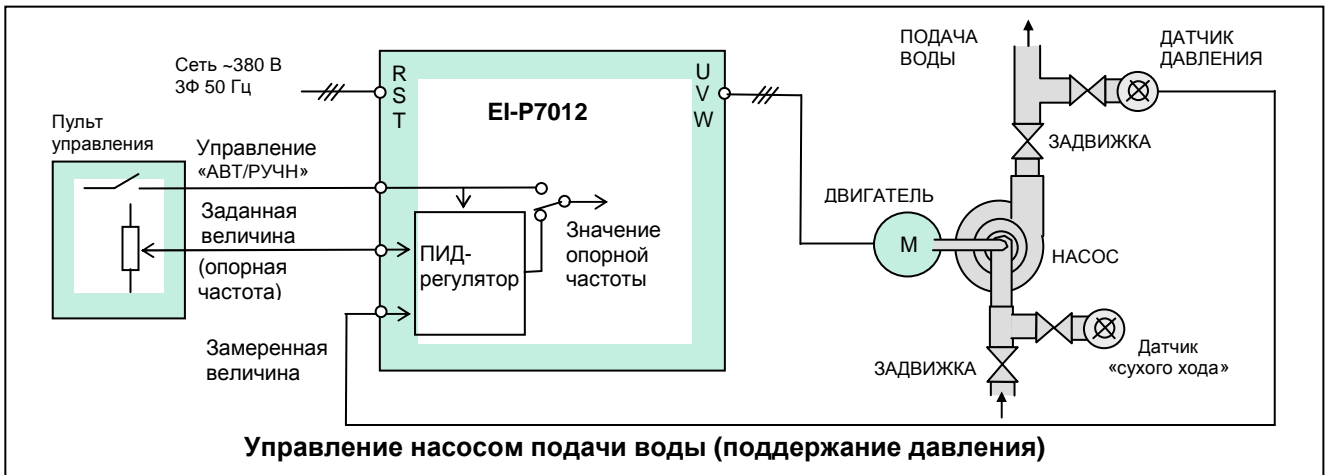 Сеть ~380 В
3Ф 50 Гц
R
S
T
EI-P7012
U
V
W
ПОДАЧА
ВОДЫ
ДАТЧИК
ДАВЛЕНИЯ
Пульт
управления
Управление
«АВТ/РУЧН»
ЗАДВИЖКА
Заданная
величина
(опорная
частота)
ПИД-
регулятор
Значение
опорной
частоты
ДВИГАТЕЛЬ
М
НАСОС
Замеренная
величина
ЗАДВИЖКА
Датчик
«сухого хода»
Управление насосом подачи воды (поддержание давления)